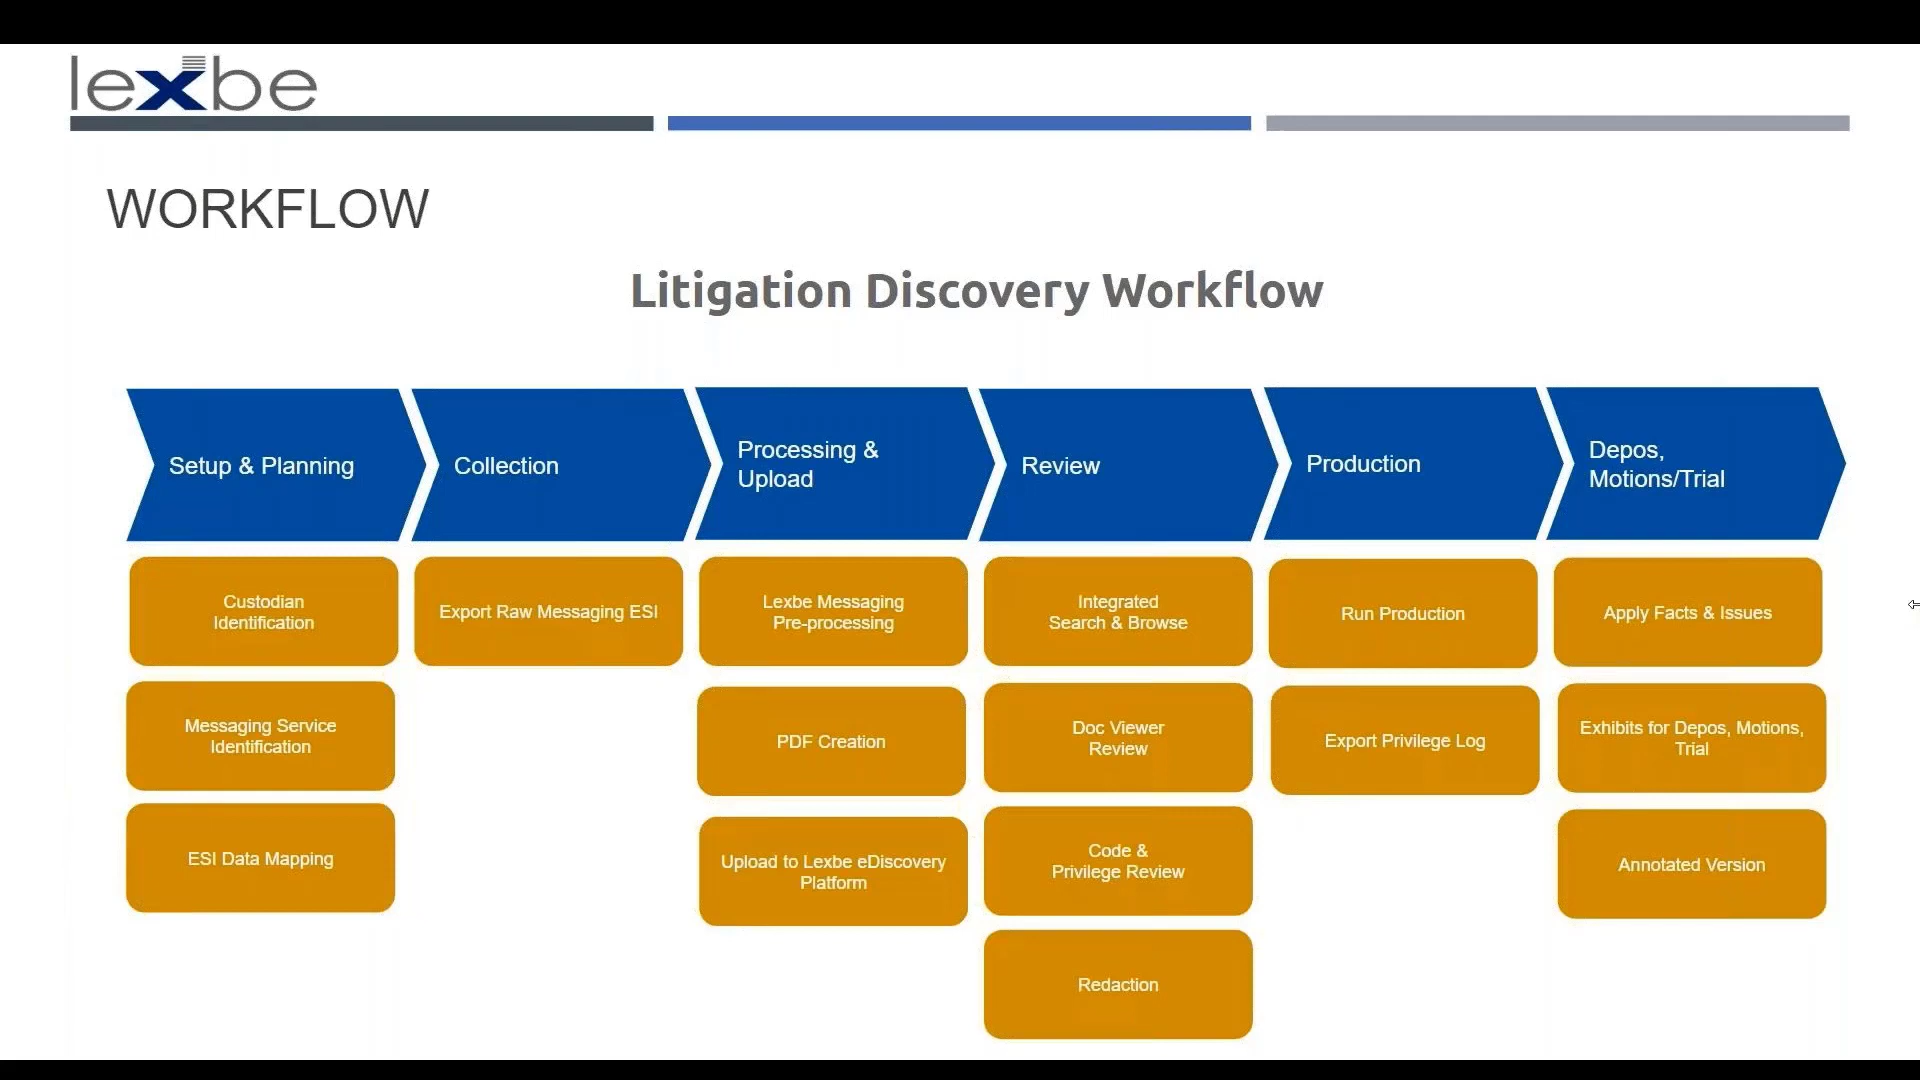 lexbe
WORKFLOW
Litigation Discovery Workflow
Setup & Planning
Collection
Processing &
Upload
Review
Production
Depos,
Motions/Trial
Custodian
Identification
Messaging Service
Identification
ESI Data Mapping
Export Raw Messaging ESI
Lexbe Messaging
Pre-processing
PDF Creation
Upload to Lexbe eDiscovery
Platform
Integrated
Search & Browse
Doc Viewer
Review
Code &
Privilege Review
Redaction
Run Production
Export Privilege Log
Apply Facts & Issues
Exhibits for Depos, Motions,
Trial
Annotated Version